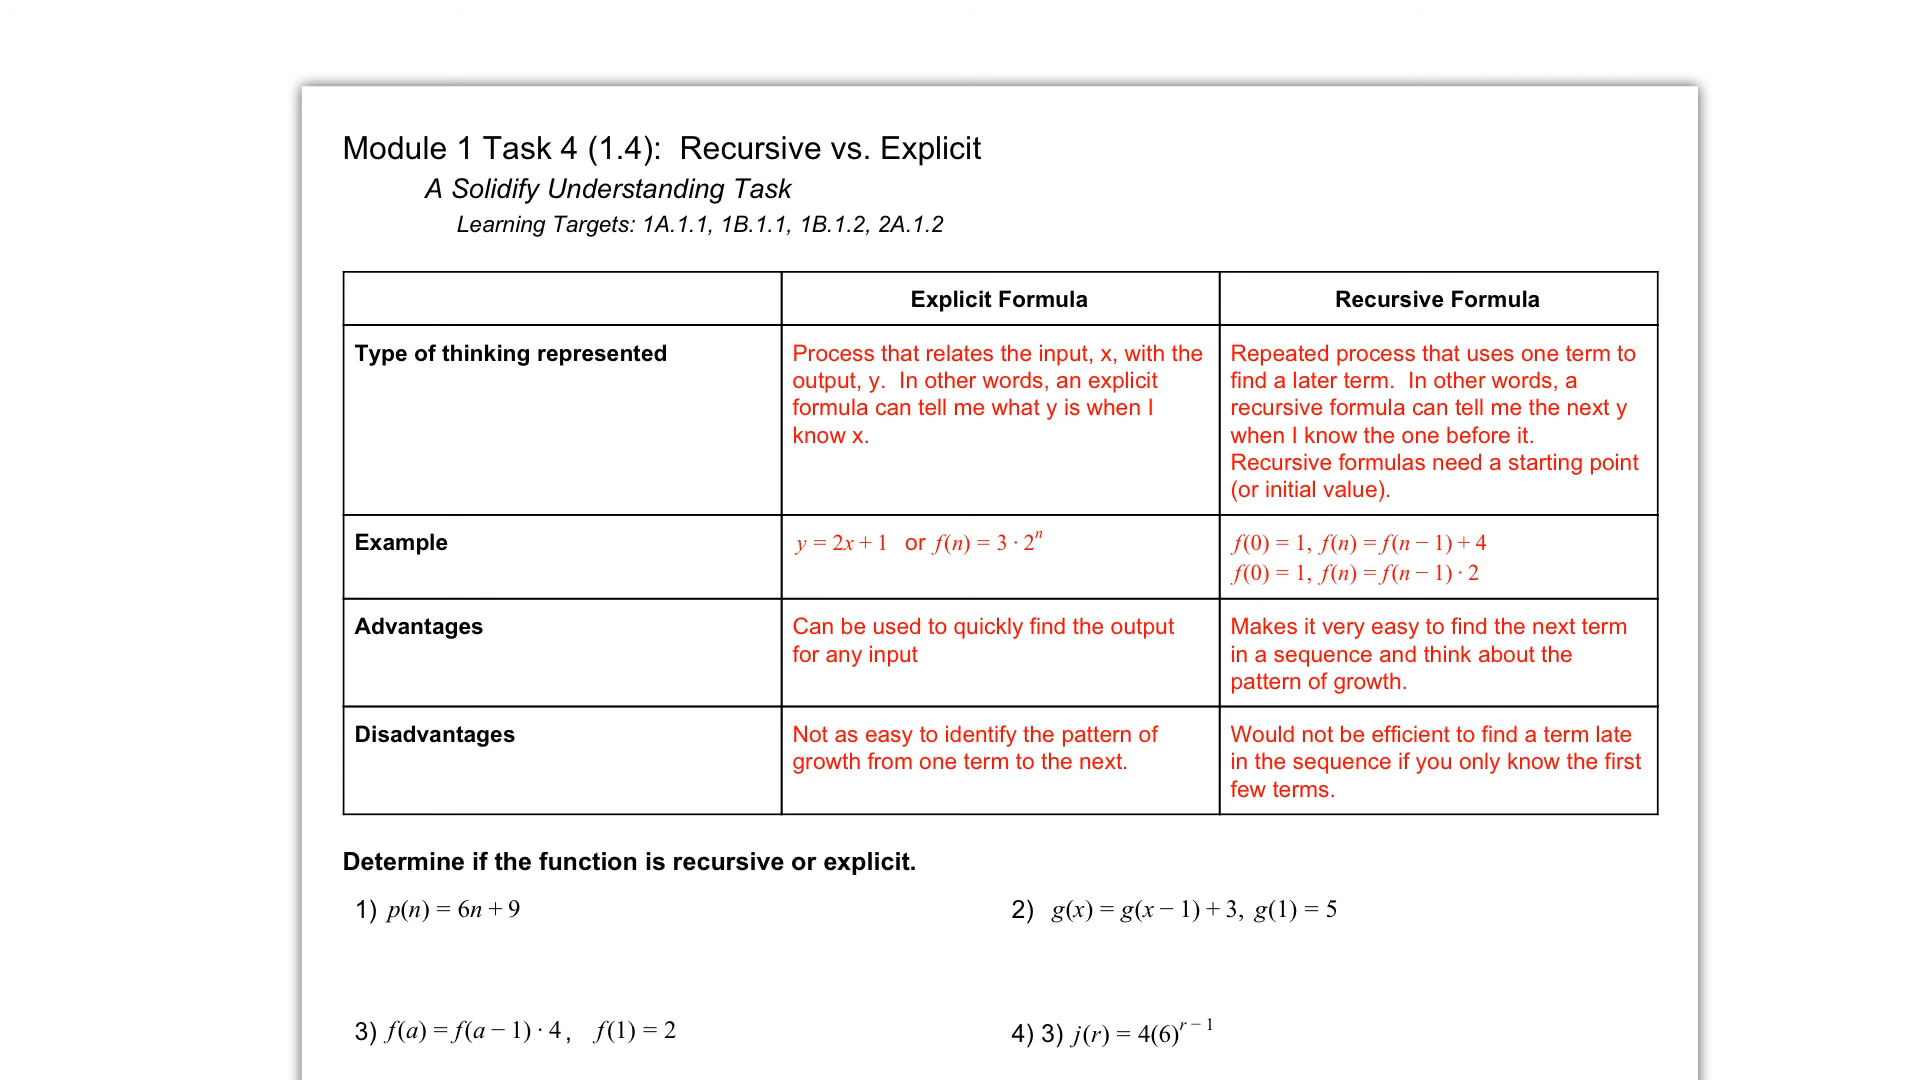 Module 1 Task 4 (1.4):  Recursive vs. Explicit
A Solidify Understanding Task
Learning Targets: 1A.1.1, 1B.1.1, 1B.1.2, 2A.1.2
Explicit Formula
Recursive Formula
Type of thinking represented
Process that relates the input, x, with the
output, y.  In other words, an explicit
formula can tell me what y is when I
know x.
Repeated process that uses one term to
find a later term.  In other words, a
recursive formula can tell me the next y
when I know the one before it.
Recursive formulas need a starting point
(or initial value).
Example
y = 2x + 1   or f(n) = 3 · 2ⁿ
f(0) = 1, f(n) = f(n − 1) + 4
f(0) = 1, f(n) = f(n − 1) · 2
Advantages
Can be used to quickly find the output
for any input
Makes it very easy to find the next term
in a sequence and think about the
pattern of growth.
Disadvantages
Not as easy to identify the pattern of
growth from one term to the next.
Would not be efficient to find a term late
in the sequence if you only know the first
few terms.
Determine if the function is recursive or explicit.
1) p(n) = 6n + 9
2)  g(x) = g(x − 1) + 3, g(1) = 5
3) f(a) = f(a − 1) · 4 ,   f(1) = 2
4) 3) j(r) = 4(6)^(r − 1)